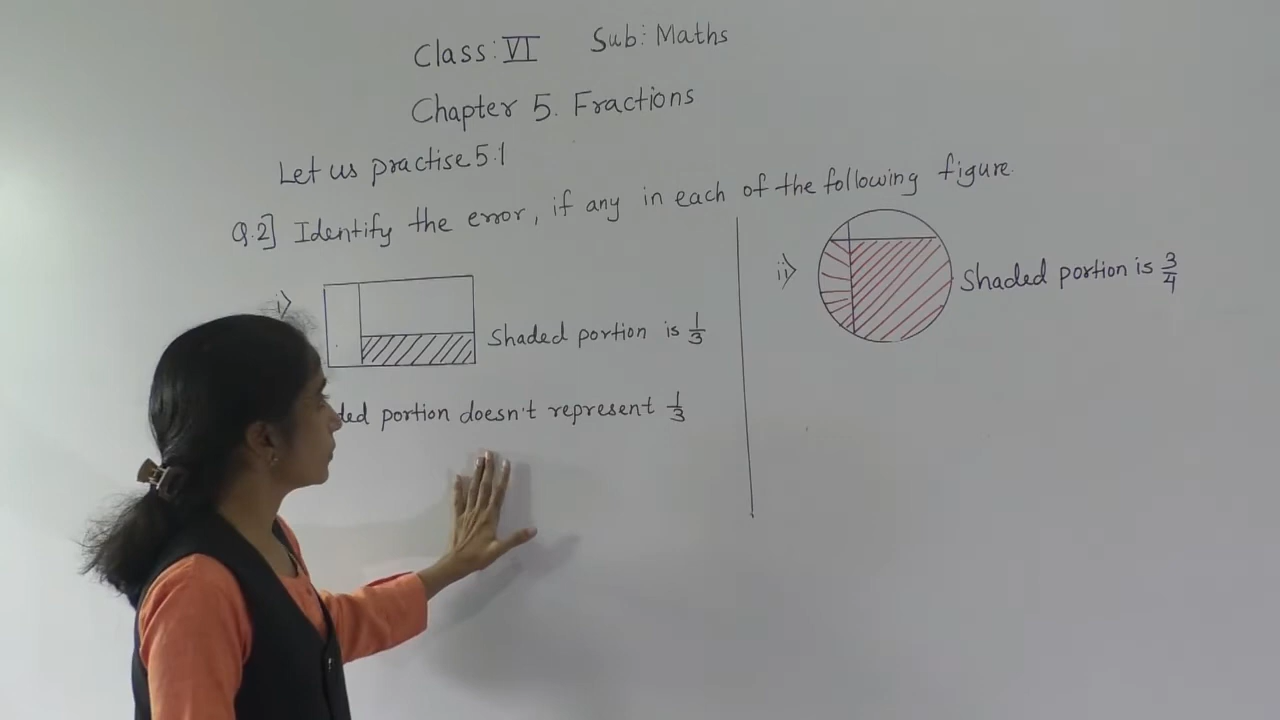 Class: VI Sub: Maths
Chapter 5. Fractions
Let us practise 5.1
Q.2] Identify the error, if any in each of the following figure.
i) Shaded portion is 1/3
portion doesn't represent 1/3
ii) Shaded portion is 3/4